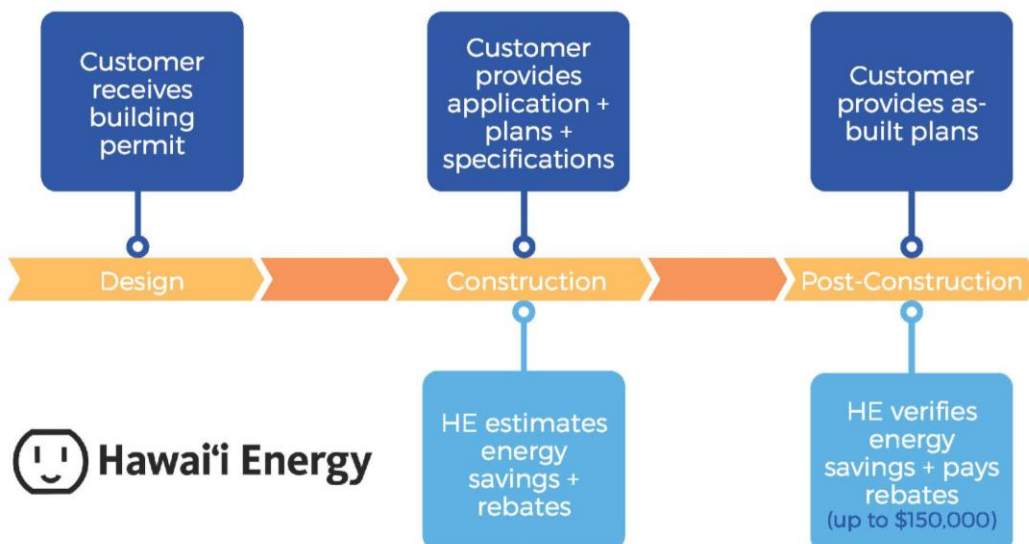 Customer
receives
building
permit
Customer
provides
application +
plans +
specifications
Customer
provides as-
built plans
Design
Construction
Post-Construction
HE estimates
energy
savings +
rebates
HE verifies
energy
savings + pays
rebates
(up to $150,000)
Hawaiʻi Energy